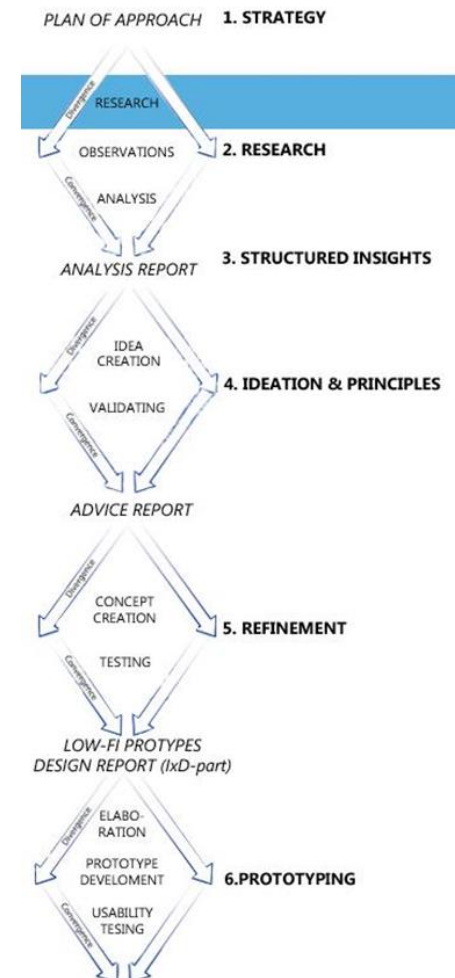 PLAN OF APPROACH
1. STRATEGY
Divergence
RESEARCH
OBSERVATIONS
2. RESEARCH
Convergence
ANALYSIS
ANALYSIS REPORT
3. STRUCTURED INSIGHTS
Divergence
IDEA
CREATION
4. IDEATION & PRINCIPLES
VALIDATING
Convergence
ADVICE REPORT
Divergence
CONCEPT
CREATION
5. REFINEMENT
TESTING
Convergence
LOW-FI PROTYPES
DESIGN REPORT (IxD-part)
Divergence
ELABO-
RATION
PROTOTYPE
DEVELOMENT
6.PROTOTYPING
Convergence
USABILITY
TESING